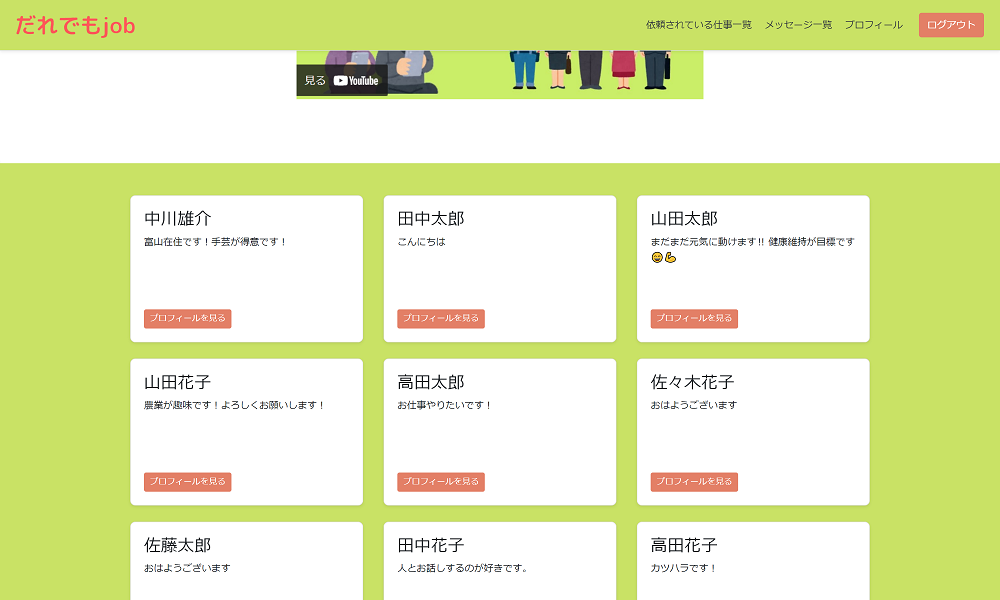 だれでもjob
依頼されている仕事一覧 メッセージ一覧 プロフィール ログアウト
見る YouTube
中川雄介
富山在住です！手芸が得意です！
プロフィールを見る
田中太郎
こんにちは
プロフィールを見る
山田太郎
まだまだ元気に動けます!! 健康維持が目標です
😄💪
プロフィールを見る
山田花子
農業が趣味です！よろしくお願いします！
プロフィールを見る
高田太郎
お仕事やりたいです！
プロフィールを見る
佐々木花子
おはようございます
プロフィールを見る
佐藤太郎
おはようございます
田中花子
人とお話しするのが好きです。
高田花子
カツハラです！